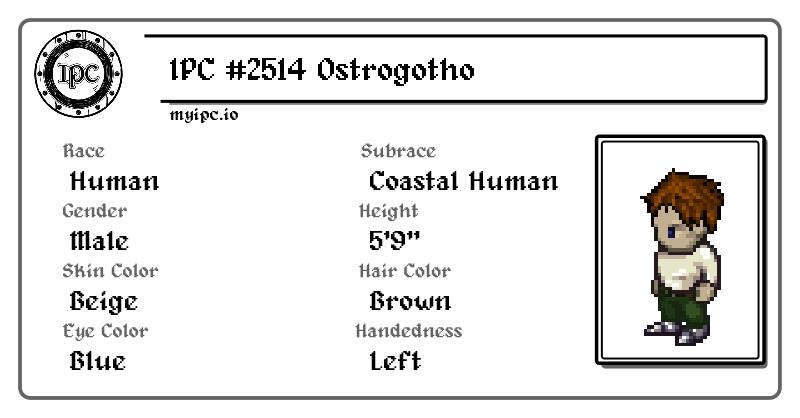 IPC
IPC #2514 Ostrogotho
myipc.io
Race
Human
Subrace
Coastal Human
Gender
Male
Height
5'9"
Skin Color
Beige
Hair Color
Brown
Eye Color
Blue
Handedness
Left